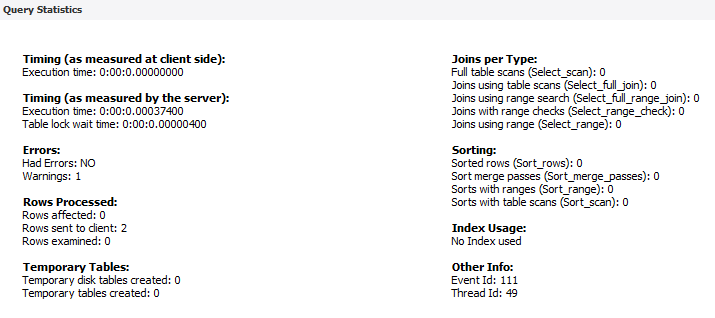 Query Statistics
Timing (as measured at client side):
Execution time: 0:00:0.00000000
Timing (as measured by the server):
Execution time: 0:00:0.00037400
Table lock wait time: 0:00:0.00000400
Errors:
Had Errors: NO
Warnings: 1
Rows Processed:
Rows affected: 0
Rows sent to client: 2
Rows examined: 0
Temporary Tables:
Temporary disk tables created: 0
Temporary tables created: 0
Joins per Type:
Full table scans (Select_scan): 0
Joins using table scans (Select_full_join): 0
Joins using range search (Select_full_range_join): 0
Joins with range checks (Select_range_check): 0
Joins using range (Select_range): 0
Sorting:
Sorted rows (Sort_rows): 0
Sort merge passes (Sort_merge_passes): 0
Sorts with ranges (Sort_range): 0
Sorts with table scans (Sort_scan): 0
Index Usage:
No Index used
Other Info:
Event Id: 111
Thread Id: 49